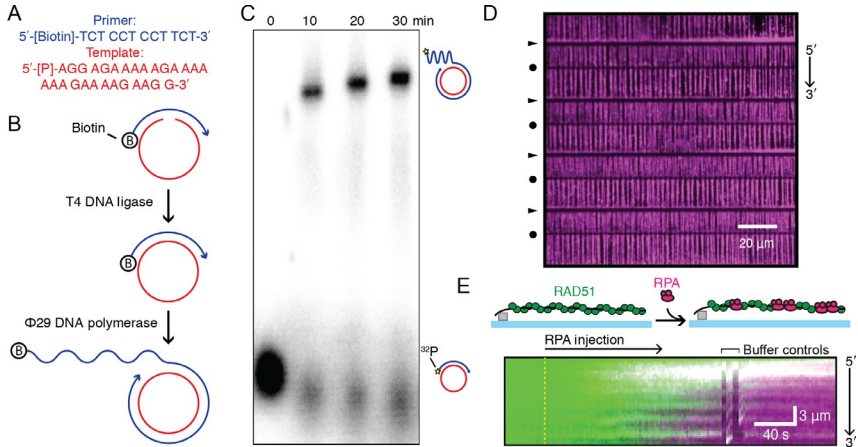 A
Primer:
5′-[Biotin]-TCT CCT CCT TCT-3′
Template:
5′-[P]-AGG AGA AAA AGA AAA
AAA GAA AAG AAG G-3′
B
Biotin
B
T4 DNA ligase
B
Φ29 DNA polymerase
B
C
0 10 20 30 min
32P
D
5′
3′
20 μm
E
RAD51
RPA
RPA injection
Buffer controls
5′
3 μm
40 s
3′